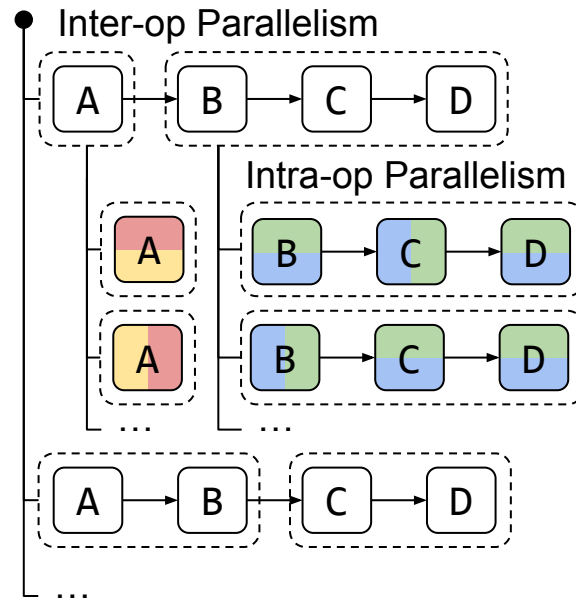 Inter-op Parallelism
A B C D
Intra-op Parallelism
A B C D
A B C D
... ...
A B C D
...